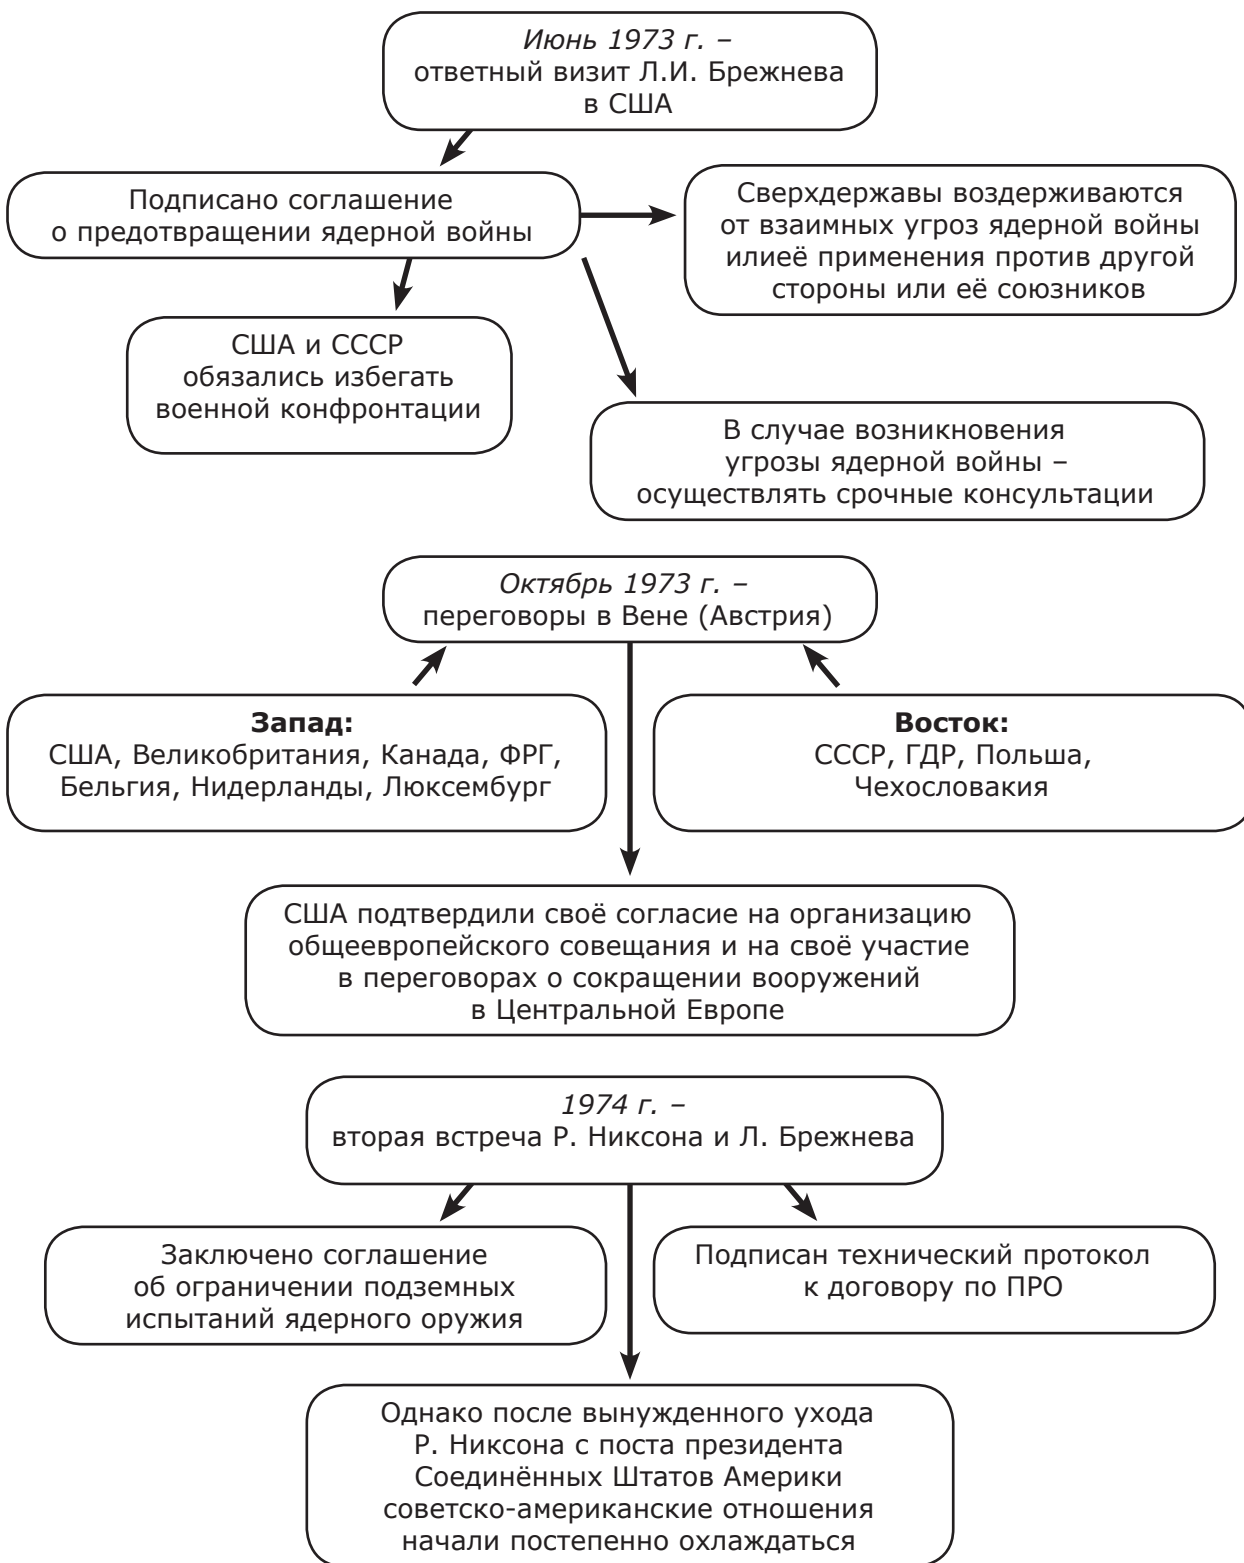 Июнь 1973 г. –
ответный визит Л.И. Брежнева
в США
Подписано соглашение
о предотвращении ядерной войны
Сверхдержавы воздерживаются
от взаимных угроз ядерной войны
илиеё применения против другой
стороны или её союзников
США и СССР
обязались избегать
военной конфронтации
В случае возникновения
угрозы ядерной войны –
осуществлять срочные консультации
Октябрь 1973 г. –
переговоры в Вене (Австрия)
Запад:
США, Великобритания, Канада, ФРГ,
Бельгия, Нидерланды, Люксембург
Восток:
СССР, ГДР, Польша,
Чехословакия
США подтвердили своё согласие на организацию
общеевропейского совещания и на своё участие
в переговорах о сокращении вооружений
в Центральной Европе
1974 г. –
вторая встреча Р. Никсона и Л. Брежнева
Заключено соглашение
об ограничении подземных
испытаний ядерного оружия
Подписан технический протокол
к договору по ПРО
Однако после вынужденного ухода
Р. Никсона с поста президента
Соединённых Штатов Америки
советско-американские отношения
начали постепенно охлаждаться